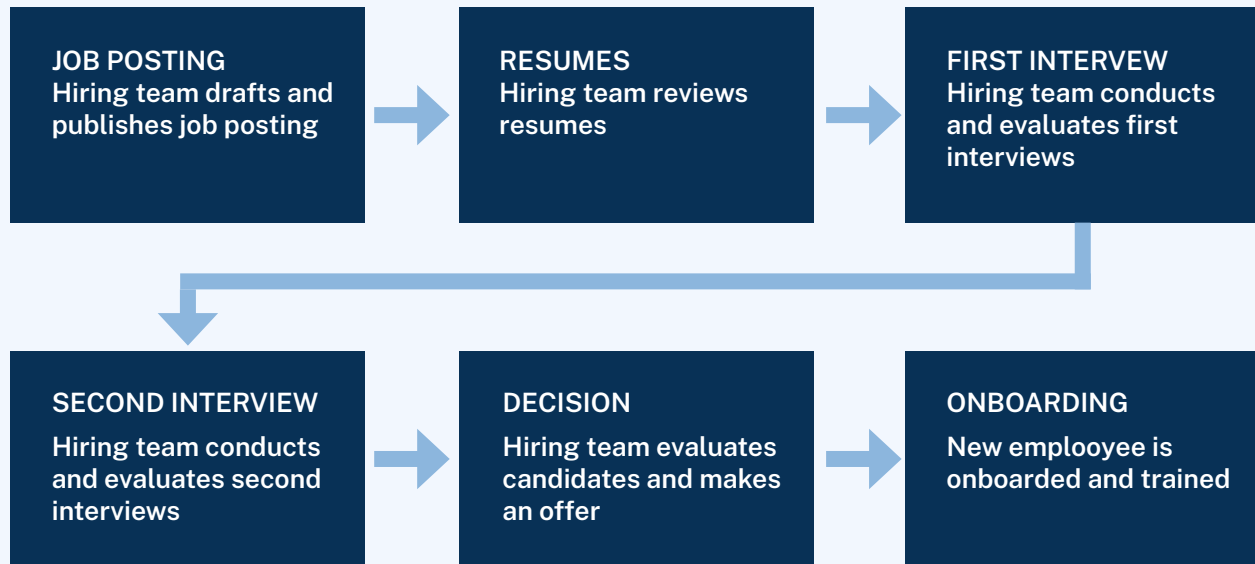 JOB POSTING
Hiring team drafts and
publishes job posting
RESUMES
Hiring team reviews
resumes
FIRST INTERVEW
Hiring team conducts
and evaluates first
interviews
SECOND INTERVIEW
Hiring team conducts
and evaluates second
interviews
DECISION
Hiring team evaluates
candidates and makes
an offer
ONBOARDING
New emplooyee is
onboarded and trained